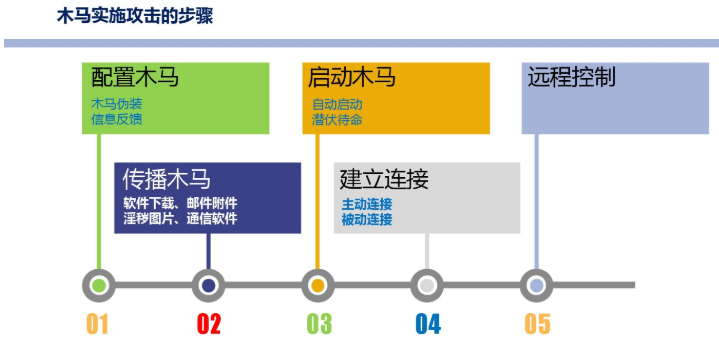 木马实施攻击的步骤
配置木马
木马伪装
信息反馈
启动木马
自动启动
潜伏待命
远程控制
传播木马
软件下载、邮件附件
淫秽图片、通信软件
建立连接
主动连接
被动连接
01
02
03
04
05